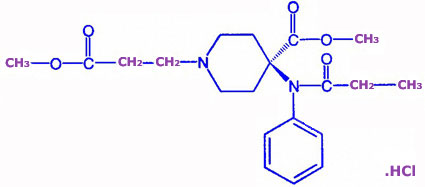 O
C—O—CH₃
O
CH₃—O—C—CH₂—CH₂—N
O
N—C—CH₂—CH₃
.HCl